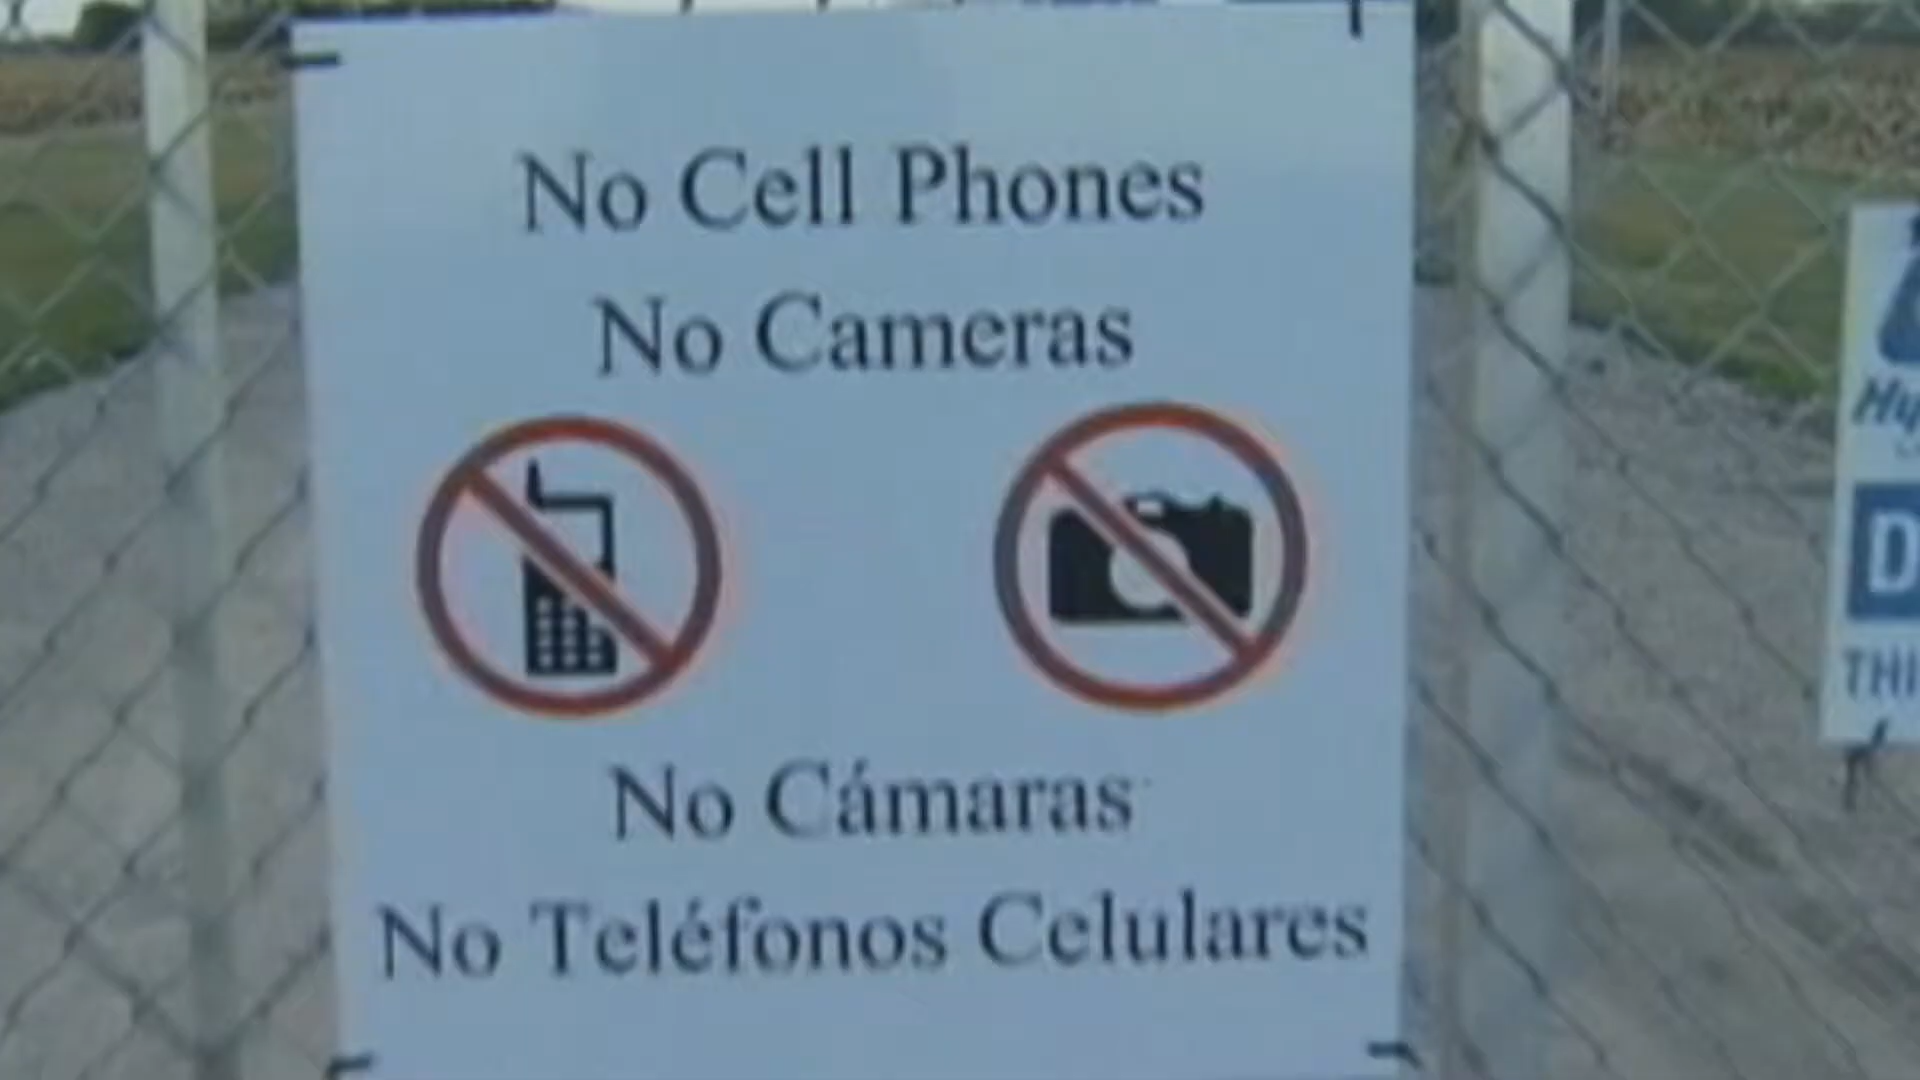 No Cell Phones
No Cameras
No Cámaras
No Teléfonos Celulares